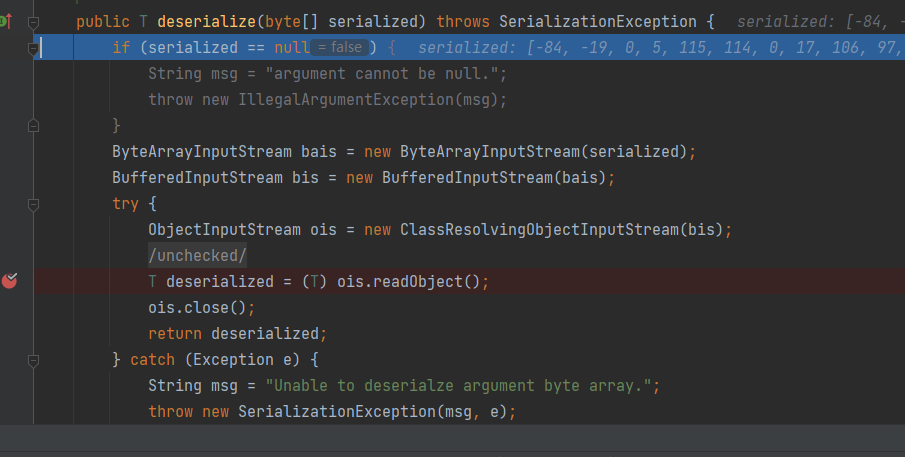 public T deserialize(byte[] serialized) throws SerializationException {  serialized: [-84, -
if (serialized == null = false ) {  serialized: [-84, -19, 0, 5, 115, 114, 0, 17, 106, 97,
String msg = "argument cannot be null.";
throw new IllegalArgumentException(msg);
}
ByteArrayInputStream bais = new ByteArrayInputStream(serialized);
BufferedInputStream bis = new BufferedInputStream(bais);
try {
ObjectInputStream ois = new ClassResolvingObjectInputStream(bis);
/unchecked/
T deserialized = (T) ois.readObject();
ois.close();
return deserialized;
} catch (Exception e) {
String msg = "Unable to deserialze argument byte array.";
throw new SerializationException(msg, e);